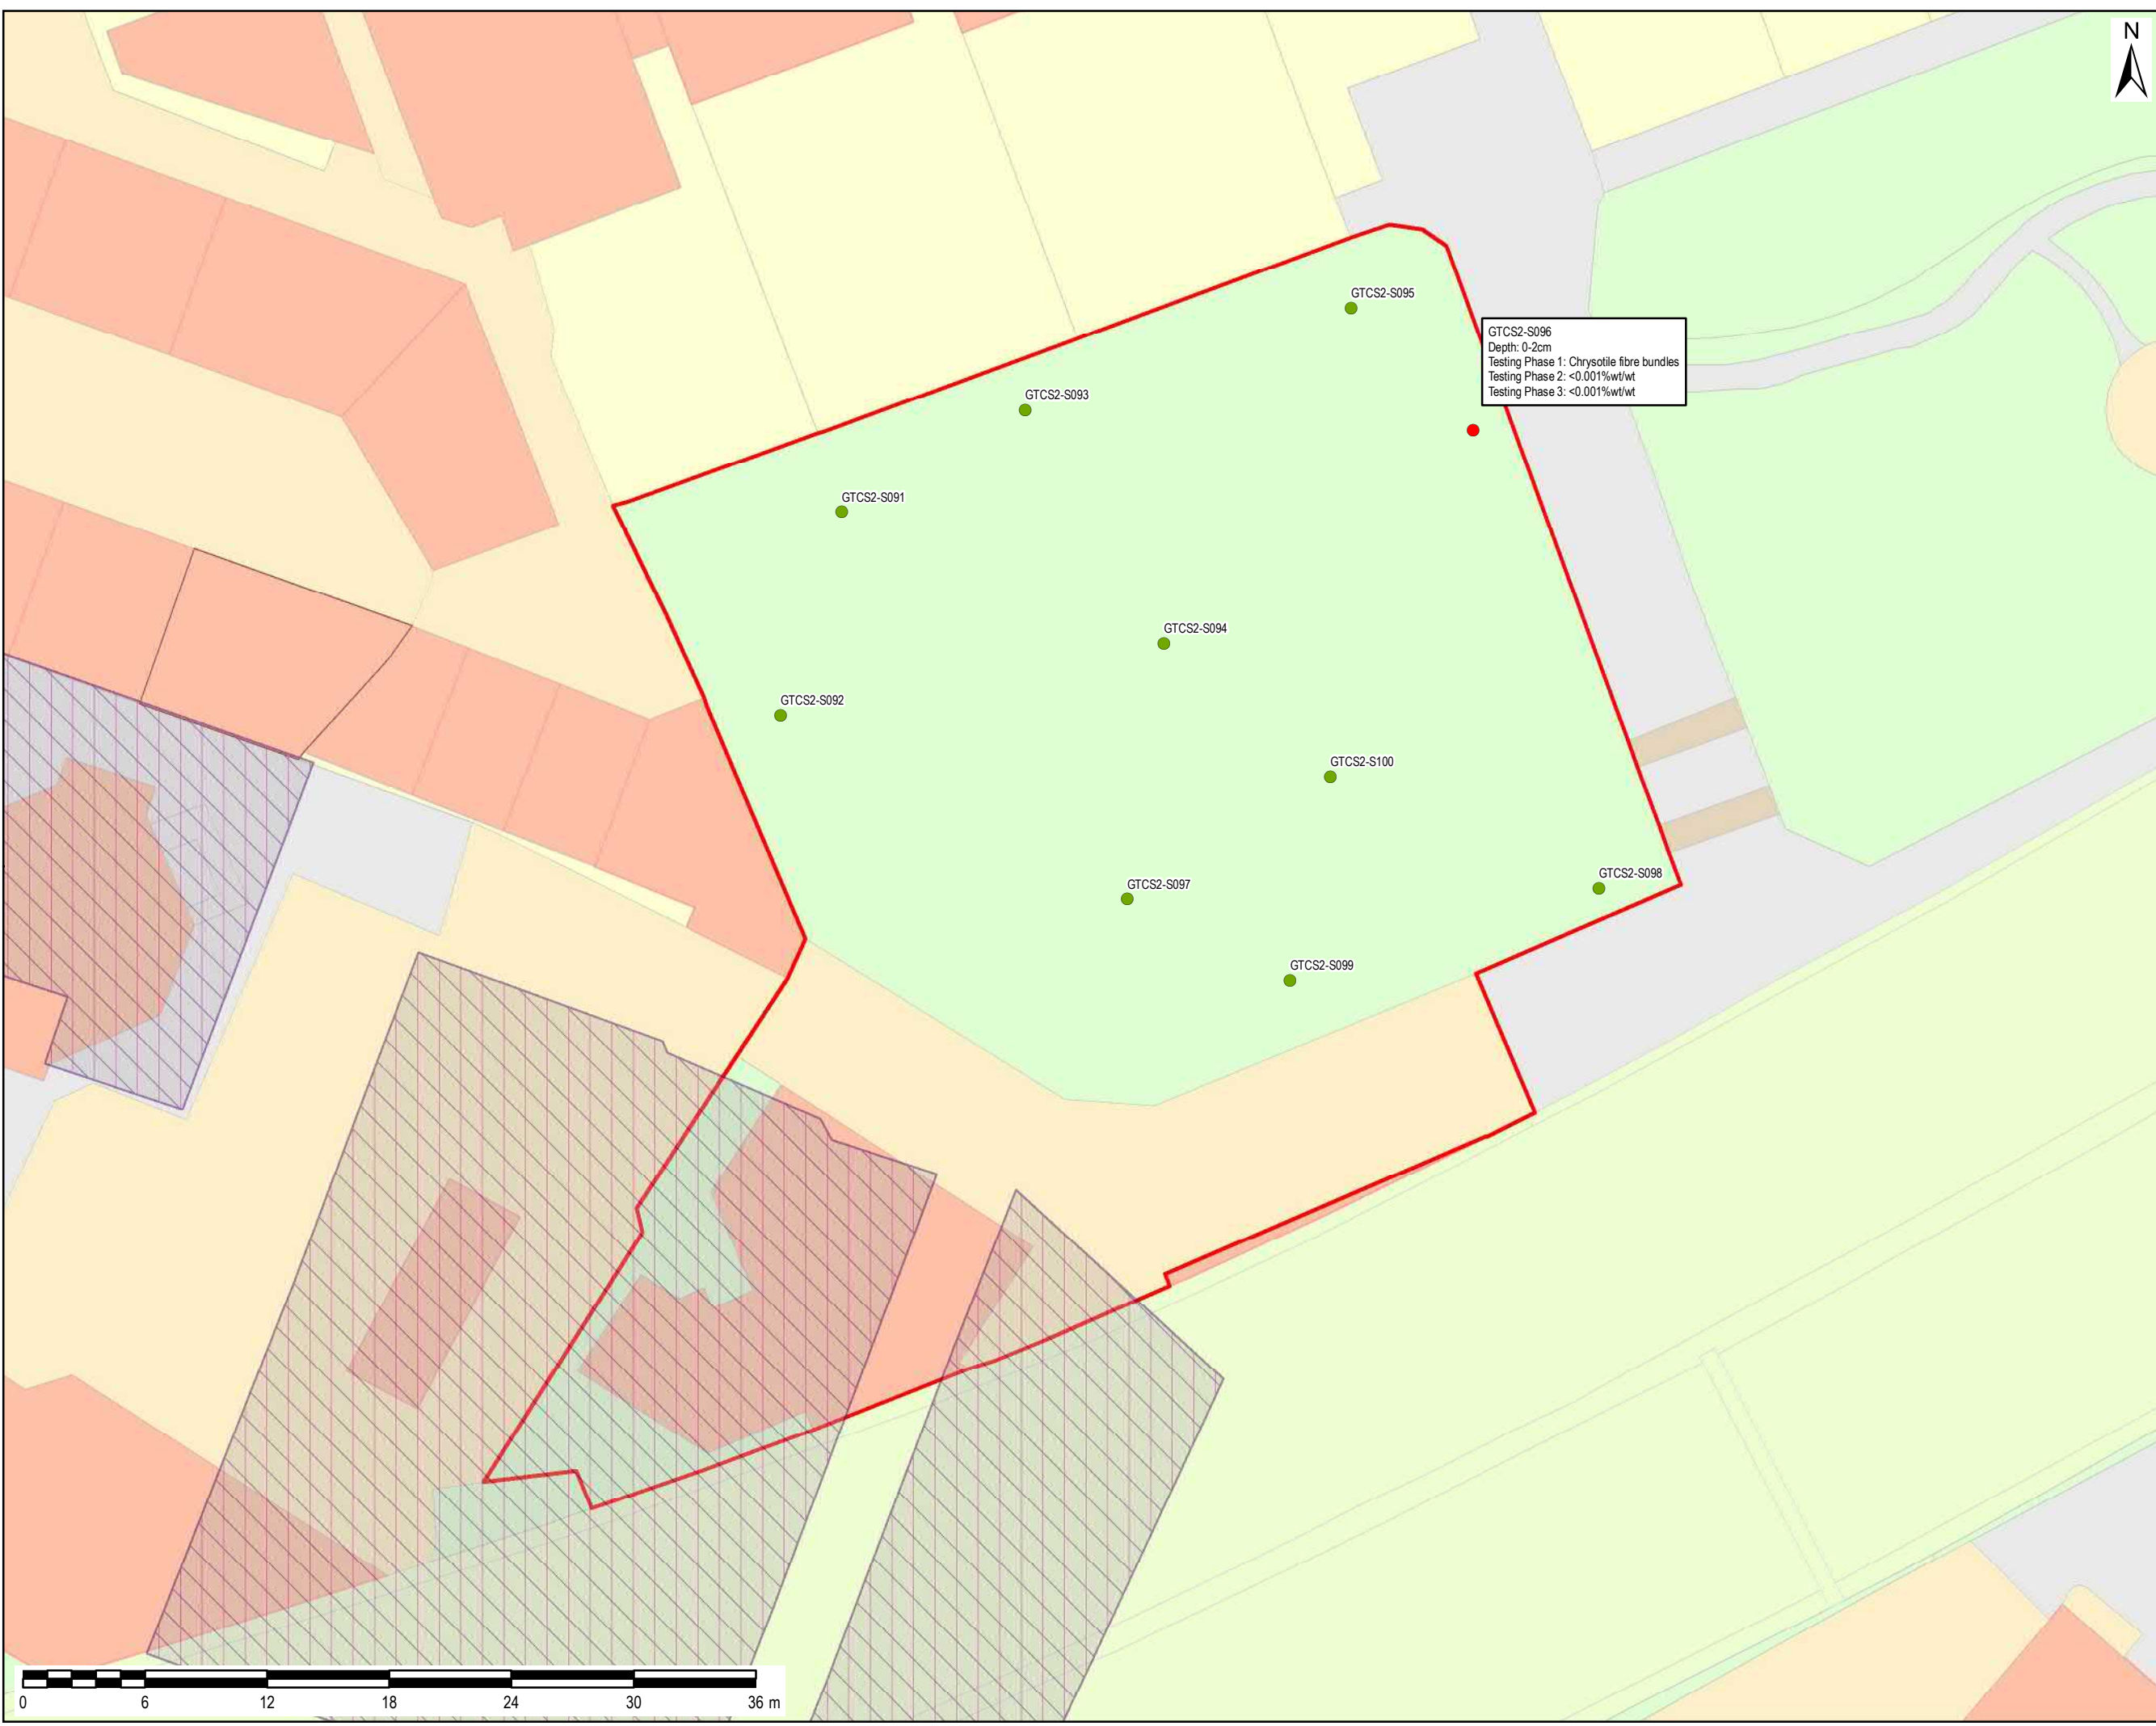 N
GTCS2-S095
GTCS2-S096
Depth: 0-2cm
Testing Phase 1: Chrysotile fibre bundles
Testing Phase 2: <0.001%wt/wt
Testing Phase 3: <0.001%wt/wt
GTCS2-S093
GTCS2-S091
GTCS2-S094
GTCS2-S092
GTCS2-S100
GTCS2-S098
GTCS2-S097
GTCS2-S099
0 6 12 18 24 30 36 m